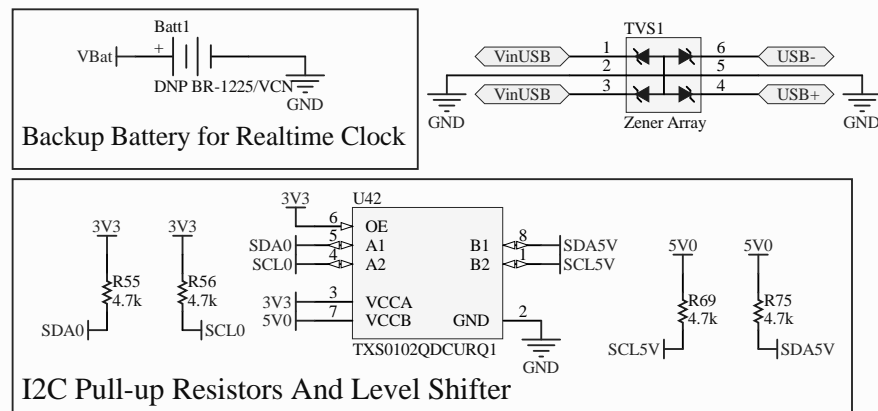 Batt1
VBat
+
DNP BR-1225/VCN
GND
Backup Battery for Realtime Clock
TVS1
VinUSB 1 6 USB-
2 5
VinUSB 3 4 USB+
GND GND
Zener Array
U42
3V3
6 OE
SDA0 5 A1 B1 8 SDA5V
SCL0 4 A2 B2 1 SCL5V
3V3 3 VCCA
5V0 7 VCCB GND 2
TXS0102QDCURQ1
GND
3V3 3V3
R55 R56
4.7k 4.7k
SDA0 SCL0
5V0 5V0
R69 R75
4.7k 4.7k
SCL5V SDA5V
I2C Pull-up Resistors And Level Shifter